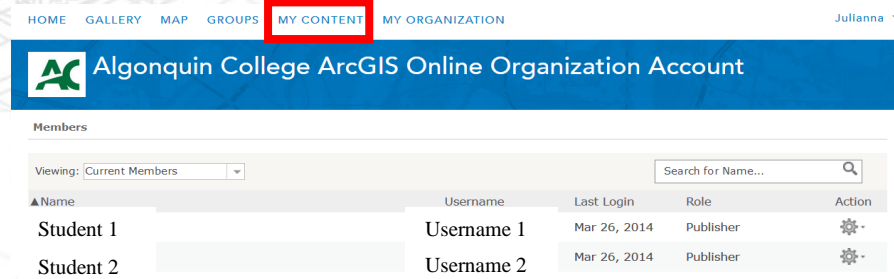 HOME GALLERY MAP GROUPS MY CONTENT MY ORGANIZATION Julianna
AC Algonquin College ArcGIS Online Organization Account
Members
Viewing: Current Members Search for Name...
▲Name Username Last Login Role Action
Student 1 Username 1 Mar 26, 2014 Publisher
Student 2 Username 2 Mar 26, 2014 Publisher